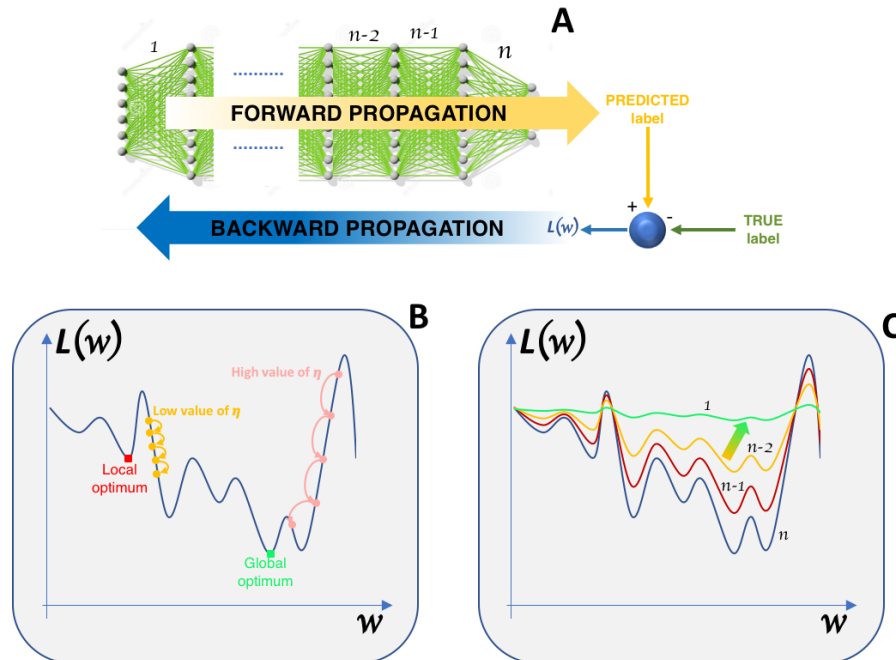 A
1
n-2
n-1
n
FORWARD PROPAGATION
PREDICTED
label
+
-
BACKWARD PROPAGATION
L(w)
TRUE
label
B
L(w)
High value of η
Low value of η
Local
optimum
Global
optimum
w
C
L(w)
1
n-2
n-1
n
w